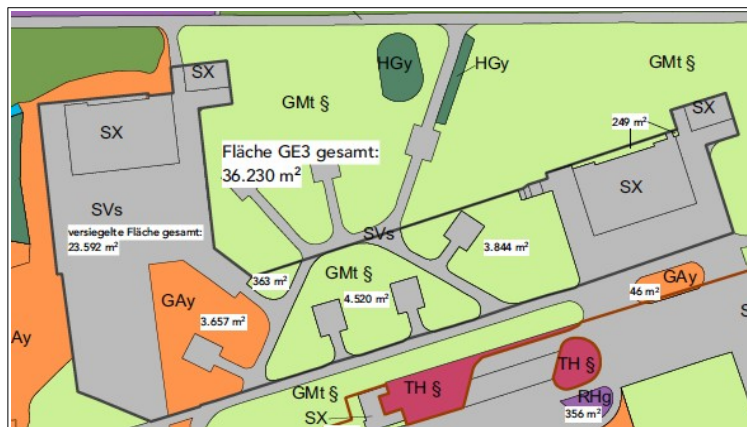 SX
HGy
HGy
GMt §
GMt §
SX
SX
249 m²
Fläche GE3 gesamt:
36.230 m²
SX
SVs
versiegelte Fläche gesamt:
23.592 m²
SVs
3.844 m²
363 m²
GMt §
GAy
4.520 m²
GAy
46 m²
3.657 m²
Ay
S
TH §
GMt §
TH §
RHg
SX
356 m²